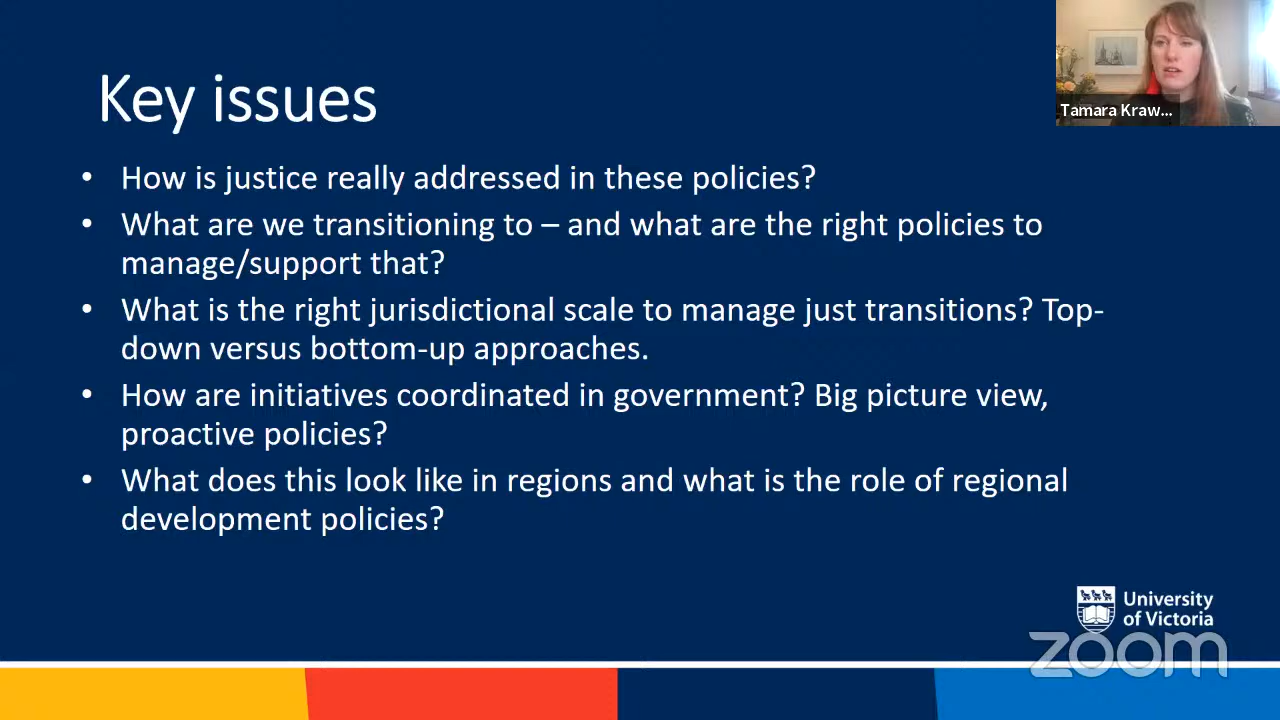 Key issues
Tamara Kraw...
• How is justice really addressed in these policies?
• What are we transitioning to – and what are the right policies to
manage/support that?
• What is the right jurisdictional scale to manage just transitions? Top-
down versus bottom-up approaches.
• How are initiatives coordinated in government? Big picture view,
proactive policies?
• What does this look like in regions and what is the role of regional
development policies?
University
of Victoria
zoom